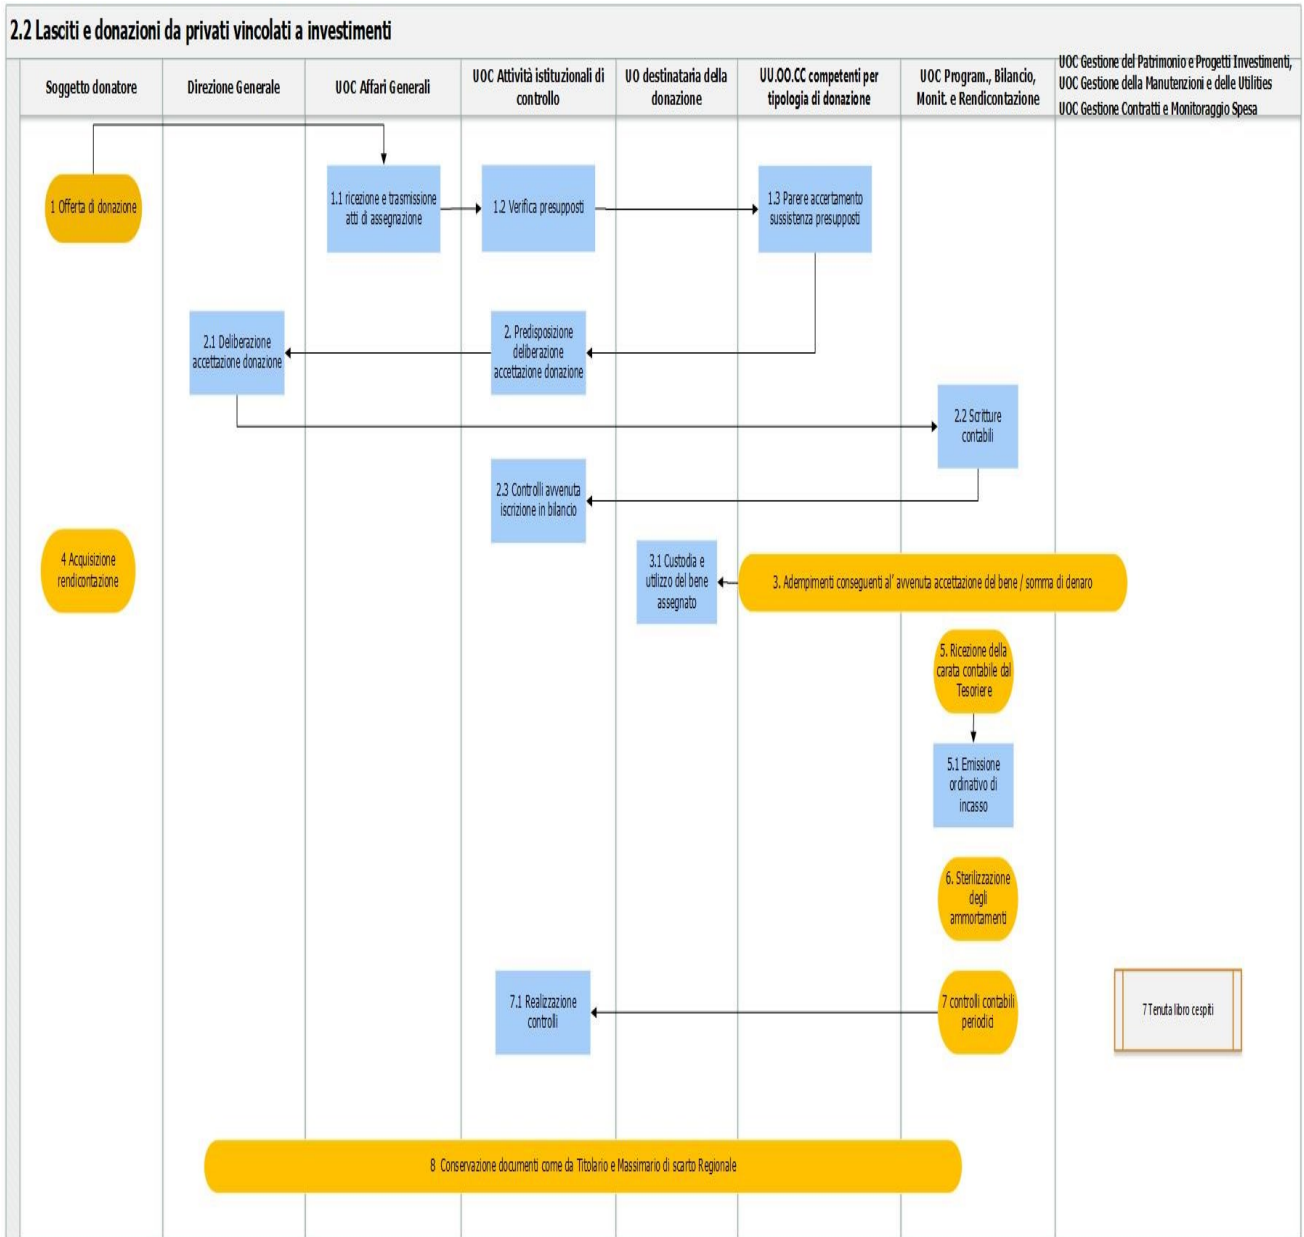 2.2 Lasciti e donazioni da privati vincolati a investimenti
Soggetto donatore
Direzione Generale
UOC Affari Generali
UOC Attività istituzionali di
controllo
UO destinataria della
donazione
UU.OO.CC competenti per
tipologia di donazione
UOC Program., Bilancio,
Monit. e Rendicontazione
UOC Gestione del Patrimonio e Progetti Investimenti,
UOC Gestione della Manutenzioni e delle Utilities
UOC Gestione Contratti e Monitoraggio Spesa
1 Offerta di donazione
1.1 ricezione e trasmissione
atti di assegnazione
1.2 Verifica presupposti
1.3 Parere accertamento
sussistenza presupposti
2.1 Deliberazione
accettazione donazione
2. Predisposizione
deliberazione
accettazione donazione
2.2 Scritture
contabili
2.3 Controlli avvenuta
iscrizione in bilancio
4 Acquisizione
rendicontazione
3.1 Custodia e
utilizzo del bene
assegnato
3. Adempimenti conseguenti al' avvenuta accettazione del bene / somma di denaro
5. Ricezione della
carata contabile dal
Tesoriere
5.1 Emissione
ordinativo di
incasso
6. Sterilizzazione
degli
ammortamenti
7.1 Realizzazione
controlli
7 controlli contabili
periodici
7 Tenuta libro cespiti
8 Conservazione documenti come da Titolario e Massimario di scarto Regionale